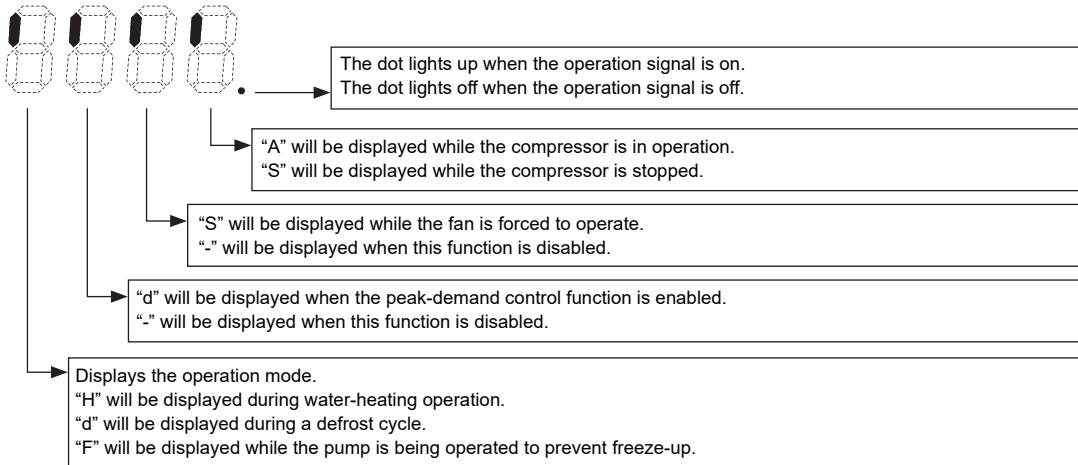 The dot lights up when the operation signal is on.
The dot lights off when the operation signal is off.
“A” will be displayed while the compressor is in operation.
“S” will be displayed while the compressor is stopped.
“S” will be displayed while the fan is forced to operate.
“-” will be displayed when this function is disabled.
“d” will be displayed when the peak-demand control function is enabled.
“-” will be displayed when this function is disabled.
Displays the operation mode.
“H” will be displayed during water-heating operation.
“d” will be displayed during a defrost cycle.
“F” will be displayed while the pump is being operated to prevent freeze-up.